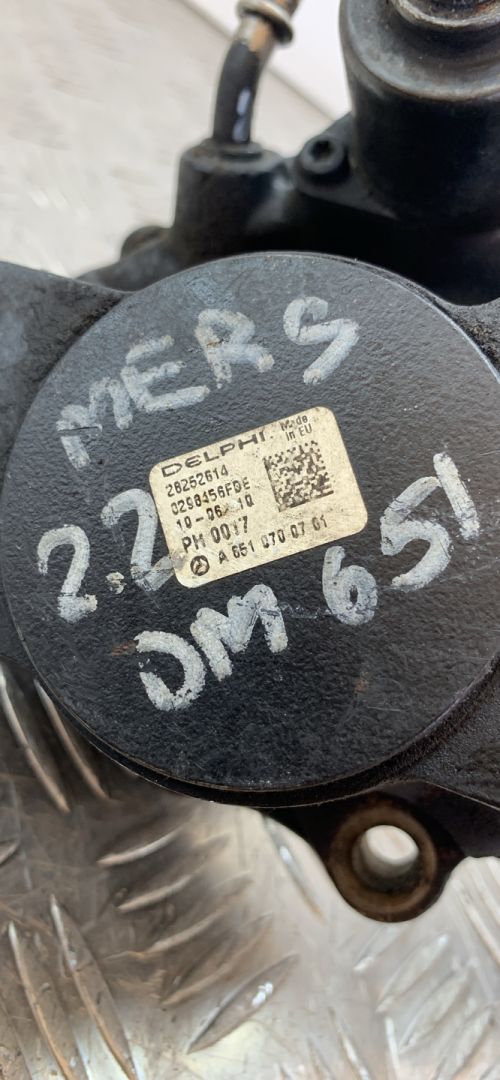 MERS
DELPHI Made in EU
28252614
0298456FDE
10-06-10
PH 0017
A 651 070 07 01
2.2
OM 651